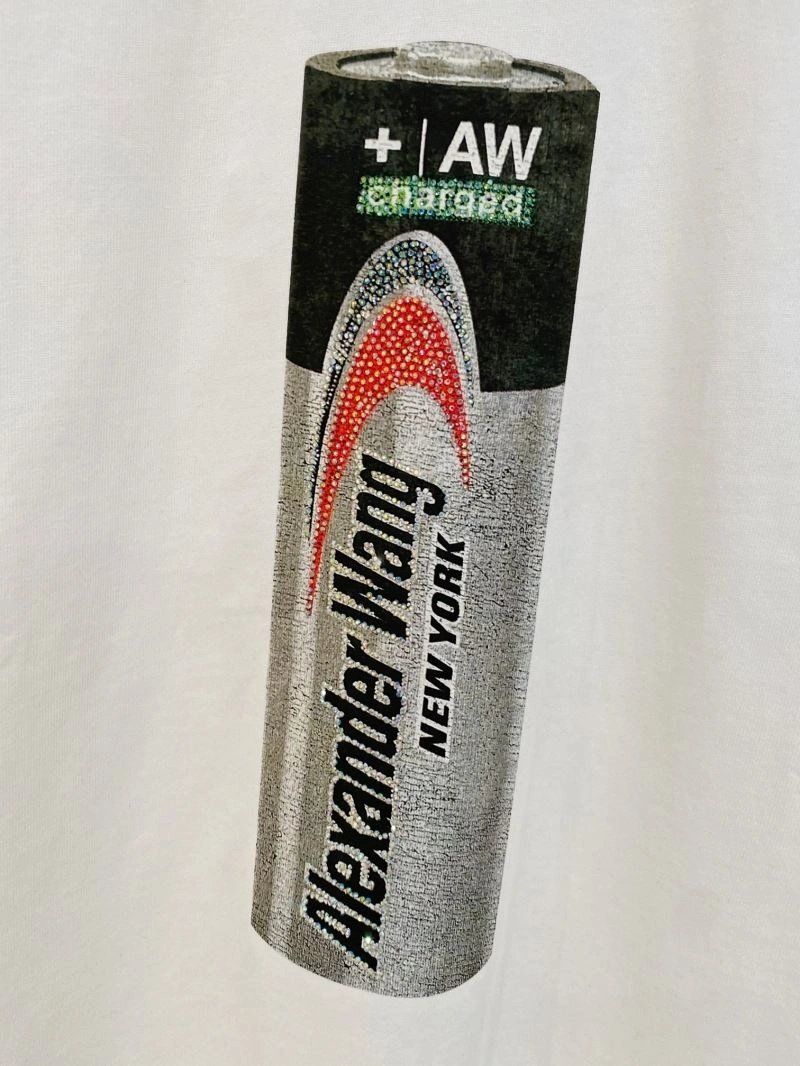 + | AW
charged
Alexander Wang
NEW YORK